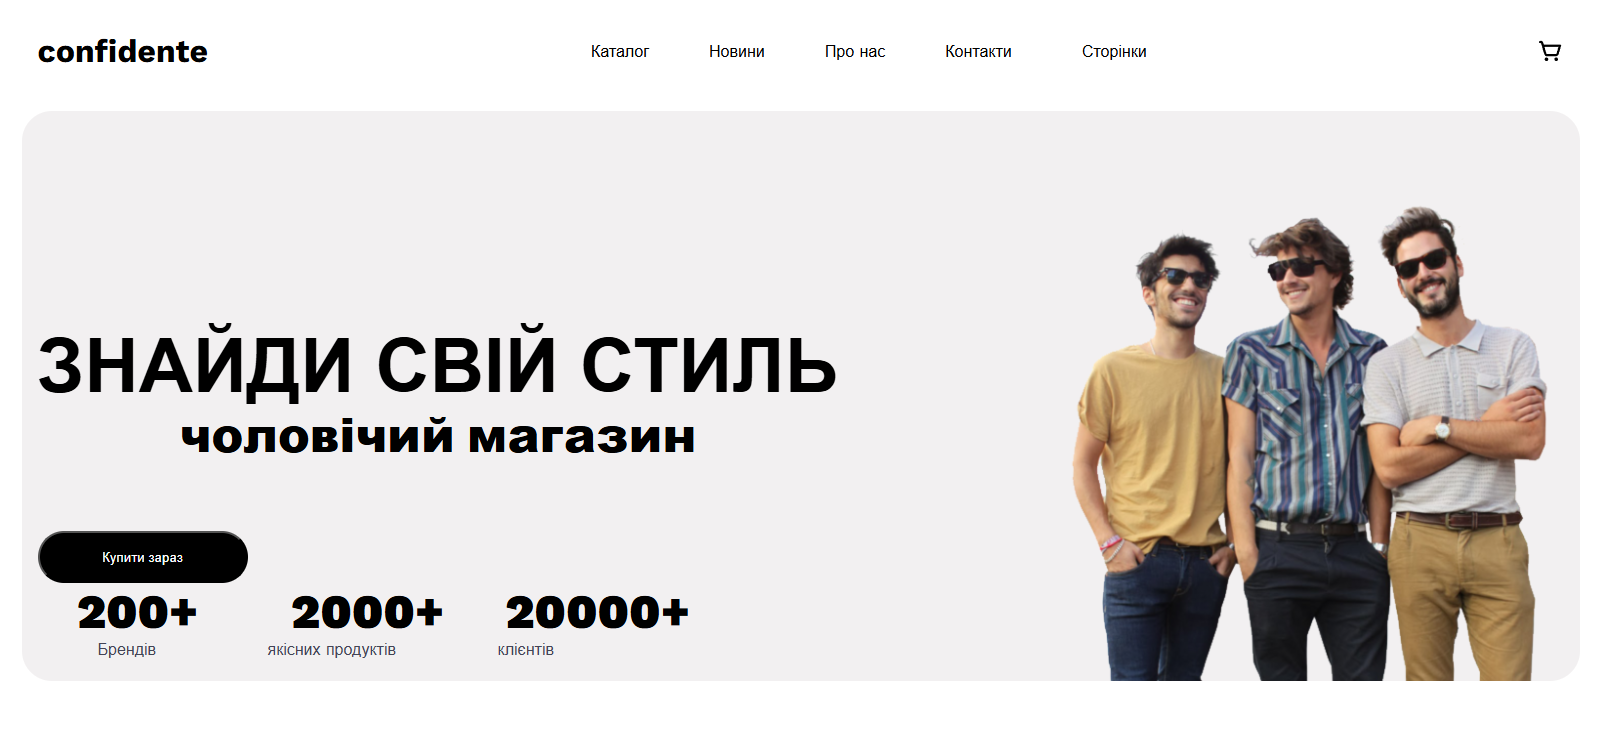 confidente
Каталог Новини Про нас Контакти Сторінки
ЗНАЙДИ СВІЙ СТИЛЬ
чоловічий магазин
Купити зараз
200+ 2000+ 20000+
Брендів якісних продуктів клієнтів